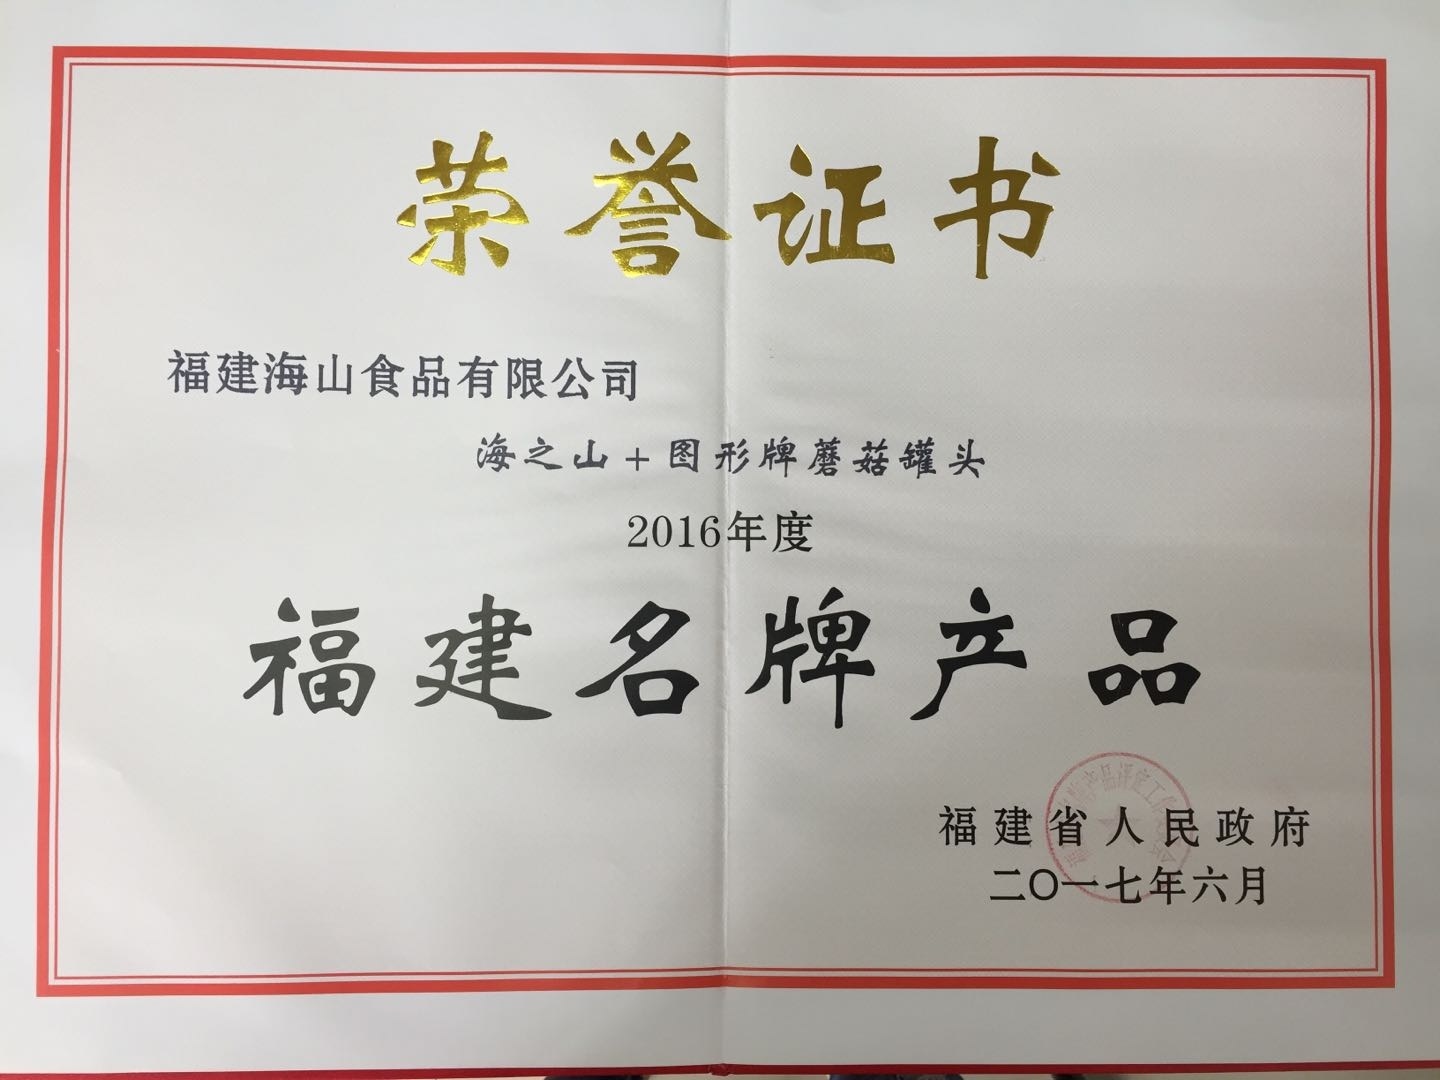 荣誉证书
福建海山食品有限公司
海之山+图形牌蘑菇罐头
2016年度
福建名牌产品
福建省人民政府
二〇一七年六月